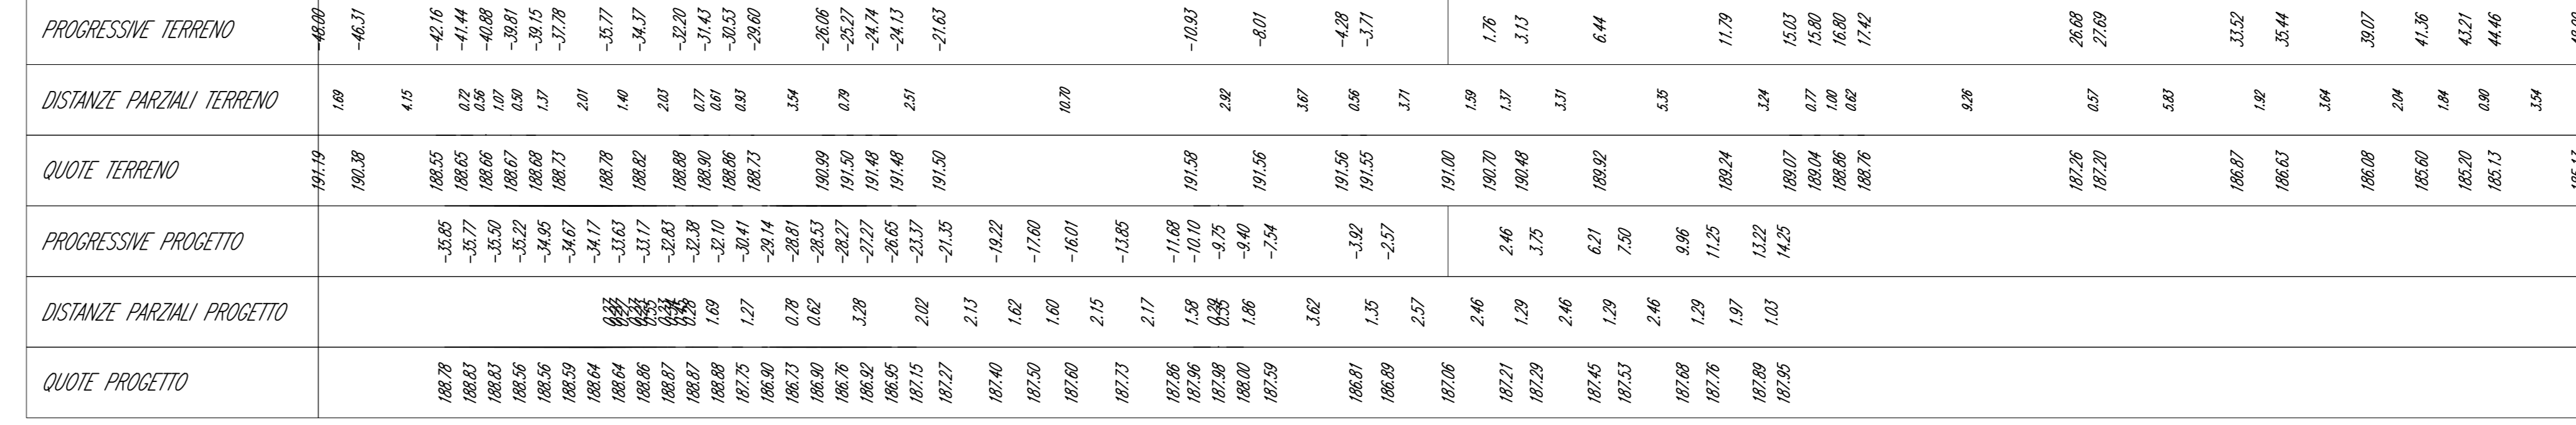 PROGRESSIVE TERRENO -48.00 -46.31 -42.16 -41.44 -40.88 -39.81 -39.15 -37.78 -35.77 -34.37 -32.20 -31.43 -30.53 -29.60 -26.06 -25.27 -24.74 -24.13 -21.63 -10.93 -8.01 -4.28 -3.71 1.76 3.13 6.44 11.79 15.03 15.80 16.80 17.42 26.68 27.69 33.52 35.44 39.07 41.36 43.21 44.46
DISTANZE PARZIALI TERRENO 1.69 4.15 0.72 0.56 1.07 0.50 1.37 2.01 1.40 2.03 0.77 0.61 0.93 3.54 0.79 2.51 10.70 2.92 3.67 0.56 3.71 1.59 1.37 3.31 5.35 3.24 0.77 1.00 0.62 9.26 0.57 5.83 1.92 3.64 2.04 1.84 0.90 3.54
QUOTE TERRENO 191.19 190.38 188.55 188.65 188.66 188.67 188.68 188.73 188.78 188.82 188.88 188.90 188.86 188.73 190.99 191.50 191.48 191.48 191.50 191.58 191.56 191.56 191.55 191.00 190.70 190.48 189.92 189.24 189.07 189.04 188.86 188.76 187.26 187.20 186.87 186.63 186.08 185.60 185.20 185.13
PROGRESSIVE PROGETTO -35.85 -35.77 -35.50 -35.22 -34.95 -34.67 -34.17 -33.63 -33.17 -32.83 -32.38 -32.10 -30.41 -29.14 -28.81 -28.53 -28.27 -27.27 -26.65 -23.37 -21.35 -19.22 -17.60 -16.01 -13.85 -11.68 -10.10 -9.75 -9.40 -7.54 -3.92 -2.57 2.46 3.75 6.21 7.50 9.96 11.25 13.22 14.25
DISTANZE PARZIALI PROGETTO 0.28 1.69 1.27 0.78 0.62 3.28 2.02 2.13 1.62 1.60 2.15 2.17 1.58 1.86 3.62 1.35 2.57 2.46 1.29 2.46 1.29 2.46 1.29 1.97 1.03
QUOTE PROGETTO 188.78 188.83 188.83 188.56 188.56 188.59 188.64 188.64 188.86 188.87 188.87 188.88 187.75 186.90 186.73 186.90 186.76 186.92 186.95 187.15 187.27 187.40 187.50 187.60 187.73 187.86 187.96 187.98 188.00 187.59 186.81 186.89 187.06 187.21 187.29 187.45 187.53 187.68 187.76 187.89 187.95